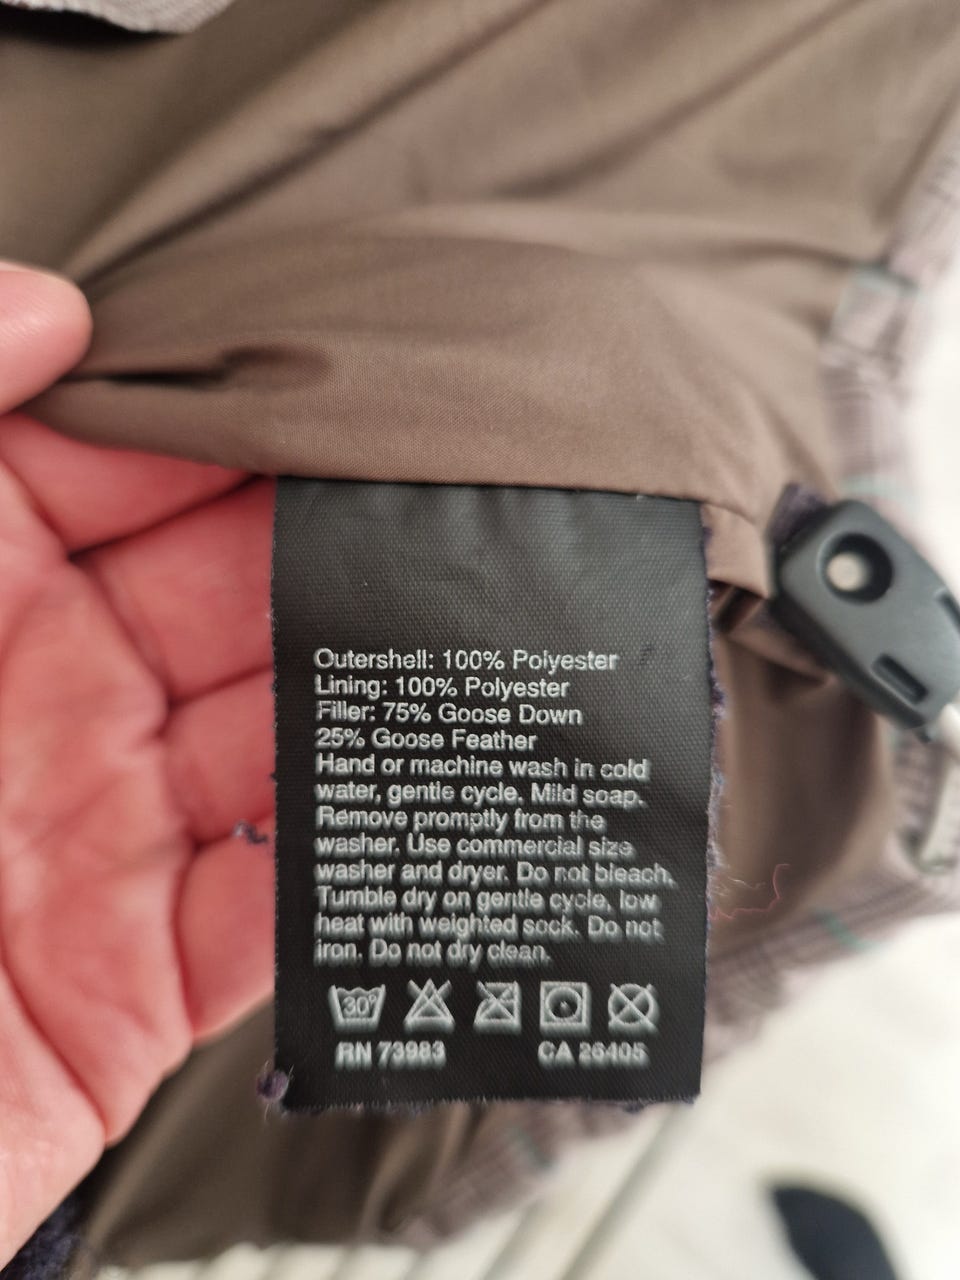 Outershell: 100% Polyester
Lining: 100% Polyester
Filler: 75% Goose Down
25% Goose Feather
Hand or machine wash in cold
water, gentle cycle. Mild soap.
Remove promptly from the
washer. Use commercial size
washer and dryer. Do not bleach.
Tumble dry on gentle cycle, low
heat with weighted sock. Do not
iron. Do not dry clean.
30°
RN 73983 CA 26405